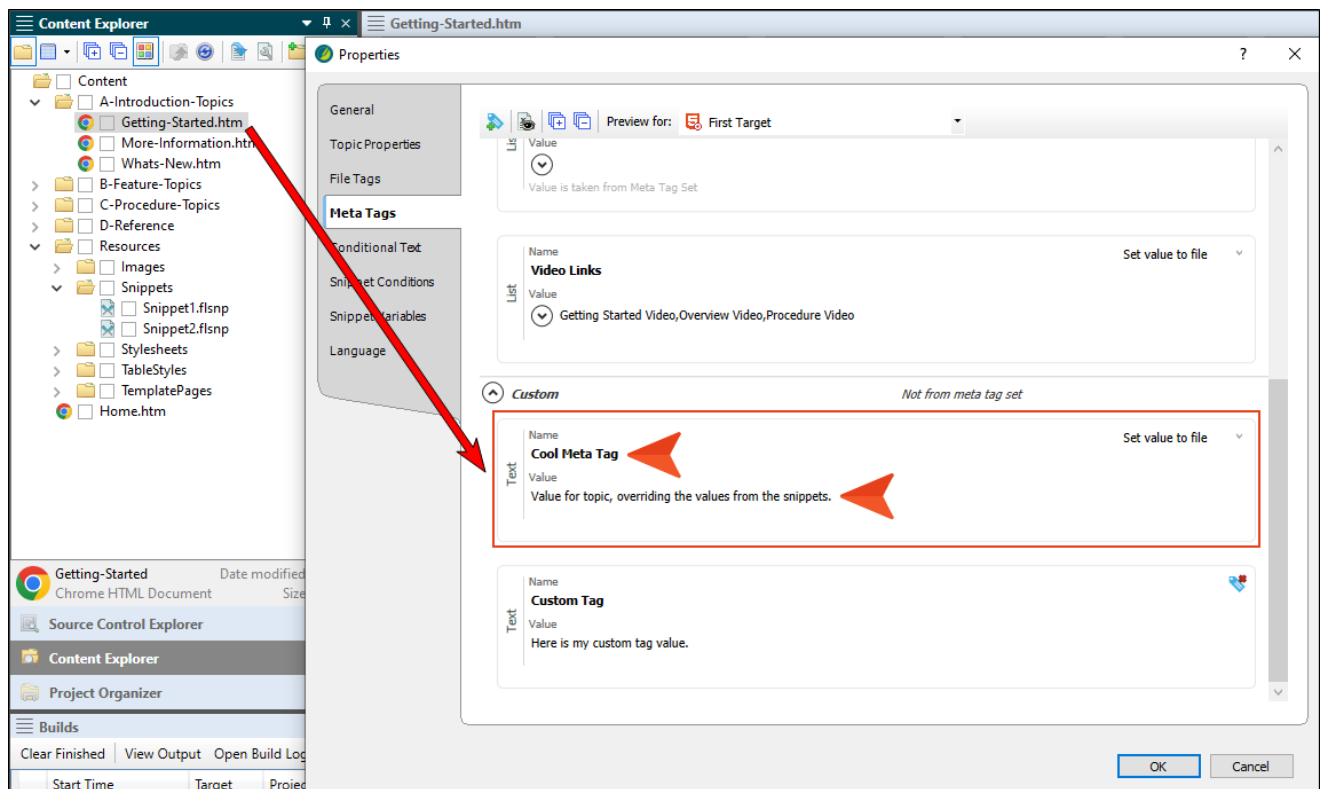 Content Explorer
Getting-Started.htm
Content
A-Introduction-Topics
Getting-Started.htm
More-Information.htm
Whats-New.htm
B-Feature-Topics
C-Procedure-Topics
D-Reference
Resources
Images
Snippets
Snippet1.flsnp
Snippet2.flsnp
Stylesheets
TableStyles
TemplatePages
Home.htm
Getting-Started Date modified
Chrome HTML Document Size
Source Control Explorer
Content Explorer
Project Organizer
Builds
Clear Finished View Output Open Build Log
Start Time Target Projec
Properties ?
General
Topic Properties
File Tags
Meta Tags
Conditional Text
Snippet Conditions
Snippet Variables
Language
Preview for: First Target
Lis
Value
Value is taken from Meta Tag Set
List
Name
Set value to file
Video Links
Value
Getting Started Video,Overview Video,Procedure Video
Custom Not from meta tag set
Text
Name
Set value to file
Cool Meta Tag
Value
Value for topic, overriding the values from the snippets.
Text
Name
Custom Tag
Value
Here is my custom tag value.
OK Cancel